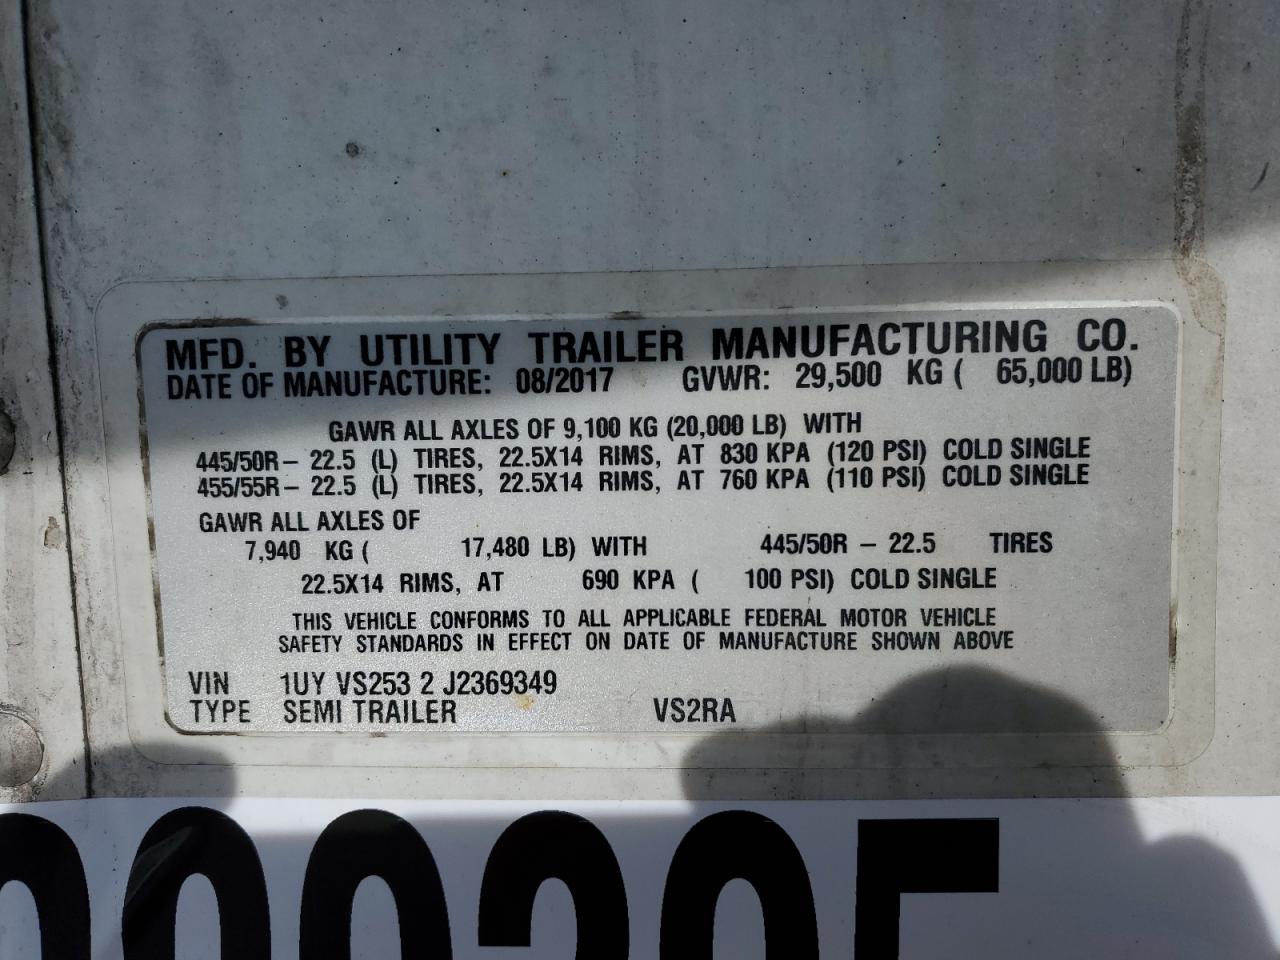 MFD. BY UTILITY TRAILER MANUFACTURING CO.
DATE OF MANUFACTURE: 08/2017 GVWR: 29,500 KG ( 65,000 LB)
GAWR ALL AXLES OF 9,100 KG (20,000 LB) WITH
445/50R – 22.5 (L) TIRES, 22.5X14 RIMS, AT 830 KPA (120 PSI) COLD SINGLE
455/55R – 22.5 (L) TIRES, 22.5X14 RIMS, AT 760 KPA (110 PSI) COLD SINGLE
GAWR ALL AXLES OF
7,940 KG ( 17,480 LB) WITH 445/50R – 22.5 TIRES
22.5X14 RIMS, AT 690 KPA ( 100 PSI) COLD SINGLE
THIS VEHICLE CONFORMS TO ALL APPLICABLE FEDERAL MOTOR VEHICLE
SAFETY STANDARDS IN EFFECT ON DATE OF MANUFACTURE SHOWN ABOVE
VIN 1UY VS253 2 J2369349
TYPE SEMI TRAILER VS2RA